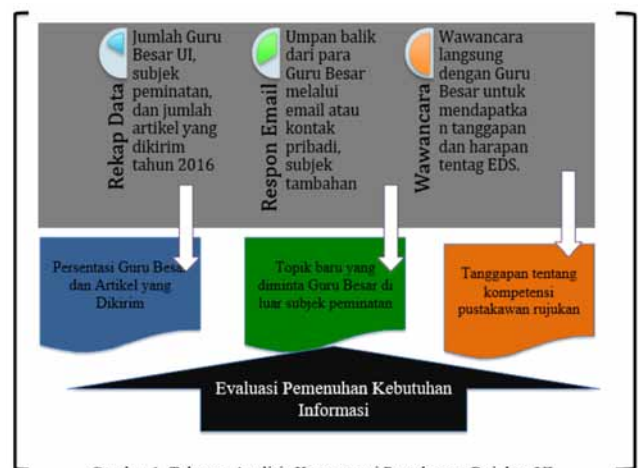 Rekap Data
Jumlah Guru
Besar UI,
subjek
peminatan,
dan jumlah
artikel yang
dikirim
tahun 2016
Respon Email
Umpan balik
dari para
Guru Besar
melalui
email atau
kontak
pribadi,
subjek
tambahan
Wawancara
Wawancara
langsung
dengan Guru
Besar untuk
mendapatka
n tanggapan
dan harapan
tentag EDS.
Persentasi Guru Besar
dan Artikel yang
Dikirim
Topik baru yang
diminta Guru Besar di
luar subjek peminatan
Tanggapan tentang
kompetensi
pustakawan rujukan
Evaluasi Pemenuhan Kebutuhan
Informasi